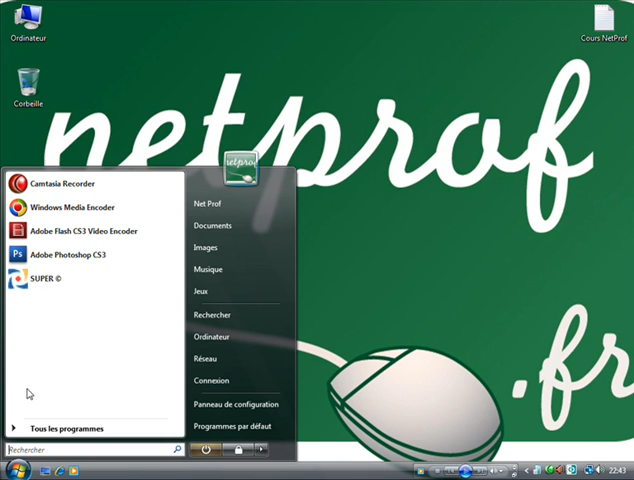 Ordinateur
Cours NetProf
Corbeille
netprof
.fr
netprof
Camtasia Recorder
Windows Media Encoder
Adobe Flash CS3 Video Encoder
Ps
Adobe Photoshop CS3
SUPER ©
Tous les programmes
Rechercher
Net Prof
Documents
Images
Musique
Jeux
Rechercher
Ordinateur
Réseau
Connexion
Panneau de configuration
Programmes par défaut
22:43